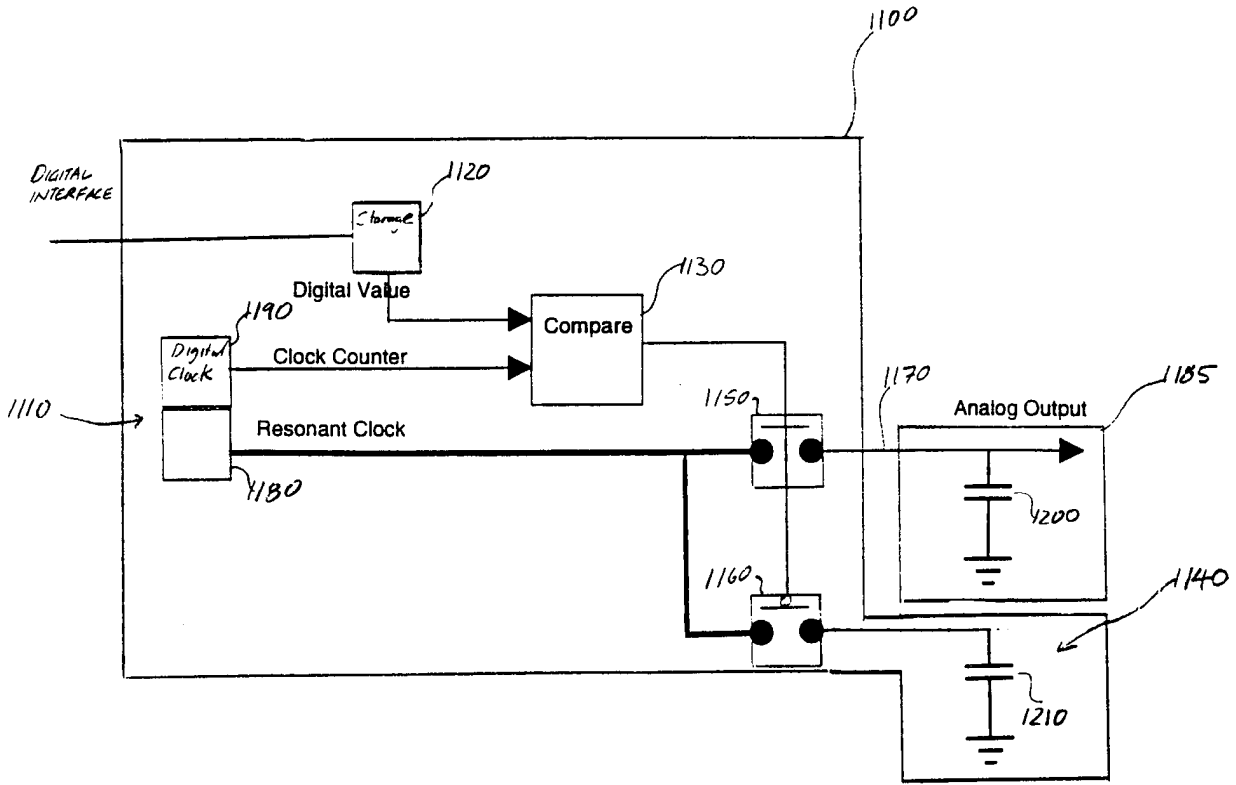 1100
DIGITAL
INTERFACE
1120
Storage
1130
Digital Value
1190
Compare
Digital
Clock
Clock Counter
1110
1150
1170
1185
Analog Output
Resonant Clock
1180
1200
1160
1140
1210